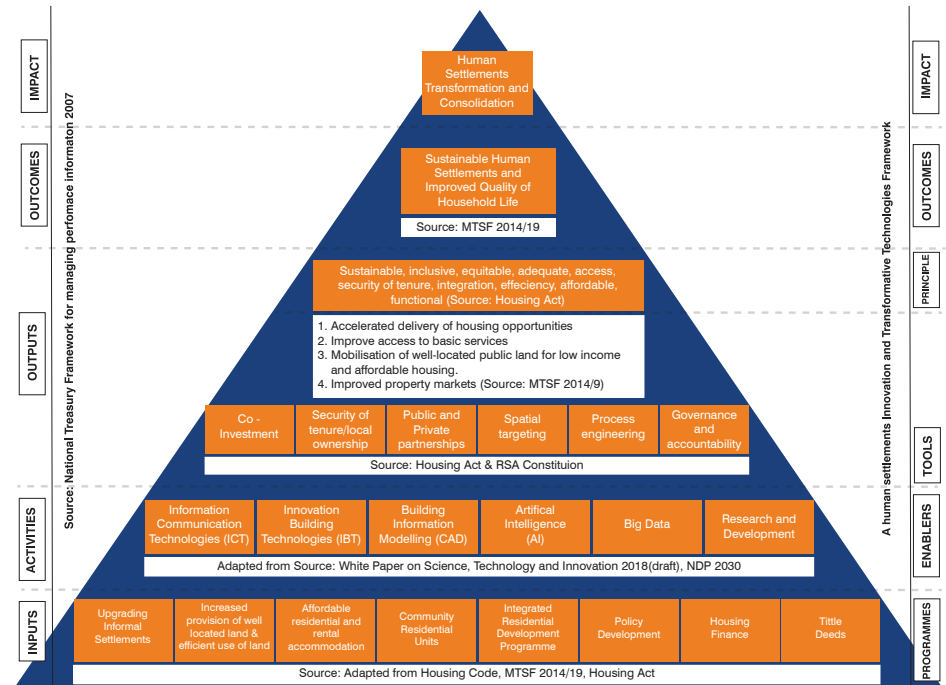 IMPACT
OUTCOMES
OUTPUTS
ACTIVITIES
INPUTS
Source: National Treasury Framework for managing perfomace informaton 2007
Human
Settlements
Transformation and
Consolidation
Sustainable Human
Settlements and
Improved Quality of
Household Life
Source: MTSF 2014/19
Sustainable, inclusive, equitable, adequate, access,
security of tenure, integration, effeciency, affordable,
functional (Source: Housing Act)
1. Accelerated delivery of housing opportunities
2. Improve access to basic services
3. Mobilisation of well-located public land for low income
and affordable housing.
4. Improved property markets (Source: MTSF 2014/9)
Co -
Investment
Security of
tenure/local
ownership
Public and
Private
partnerships
Spatial
targeting
Process
engineering
Governance
and
accountability
Source: Housing Act & RSA Constituion
Information
Communication
Technologies (ICT)
Innovation
Building
Technologies (IBT)
Building
Information
Modelling (CAD)
Artifical
Intelligence
(AI)
Big Data
Research and
Development
Adapted from Source: White Paper on Science, Technology and Innovation 2018(draft), NDP 2030
Upgrading
Informal
Settlements
Increased
provision of well
located land &
efficient use of land
Affordable
residential and
rental
accommodation
Community
Residential
Units
Integrated
Residential
Development
Programme
Policy
Development
Housing
Finance
Tittle
Deeds
Source: Adapted from Housing Code, MTSF 2014/19, Housing Act
A human settlements Innovation and Transformative Technologies Framework
IMPACT
OUTCOMES
PRINCIPLE
TOOLS
ENABLERS
PROGRAMMES